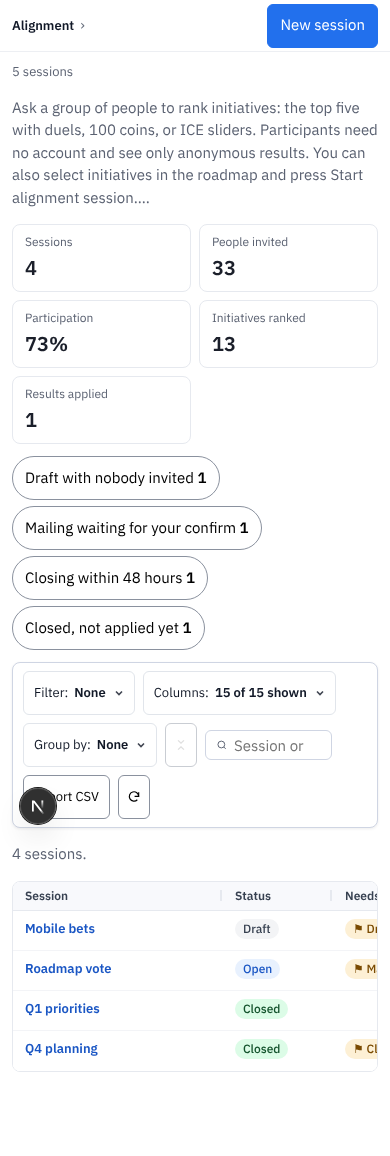 Alignment ›
New session
5 sessions
Ask a group of people to rank initiatives: the top five
with duels, 100 coins, or ICE sliders. Participants need
no account and see only anonymous results. You can
also select initiatives in the roadmap and press Start
alignment session....
Sessions
4
People invited
33
Participation
73%
Initiatives ranked
13
Results applied
1
Draft with nobody invited 1
Mailing waiting for your confirm 1
Closing within 48 hours 1
Closed, not applied yet 1
Filter: None
Columns: 15 of 15 shown
Group by: None
Session or
ort CSV
N
4 sessions.
Session Status Needs
Mobile bets Draft
Roadmap vote Open
Q1 priorities Closed
Q4 planning Closed